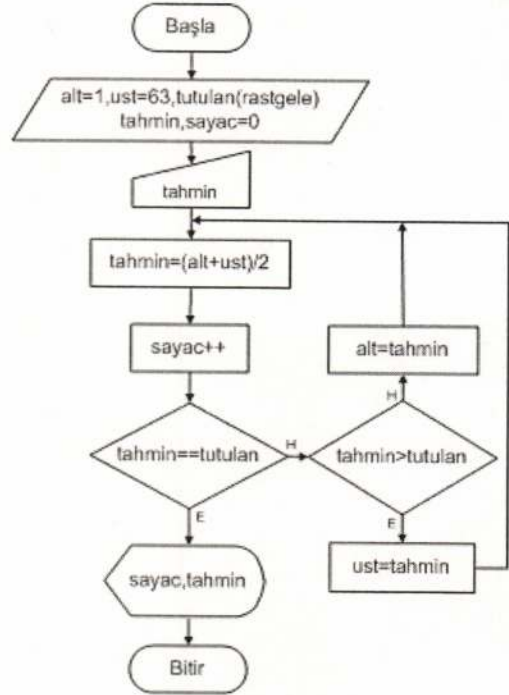 Başla
alt=1,ust=63,tutulan(rastgele)
tahmin,sayac=0
tahmin
tahmin=(alt+ust)/2
sayac++
alt=tahmin
H
tahmin==tutulan
H
tahmin>tutulan
E
E
sayac,tahmin
ust=tahmin
Bitir